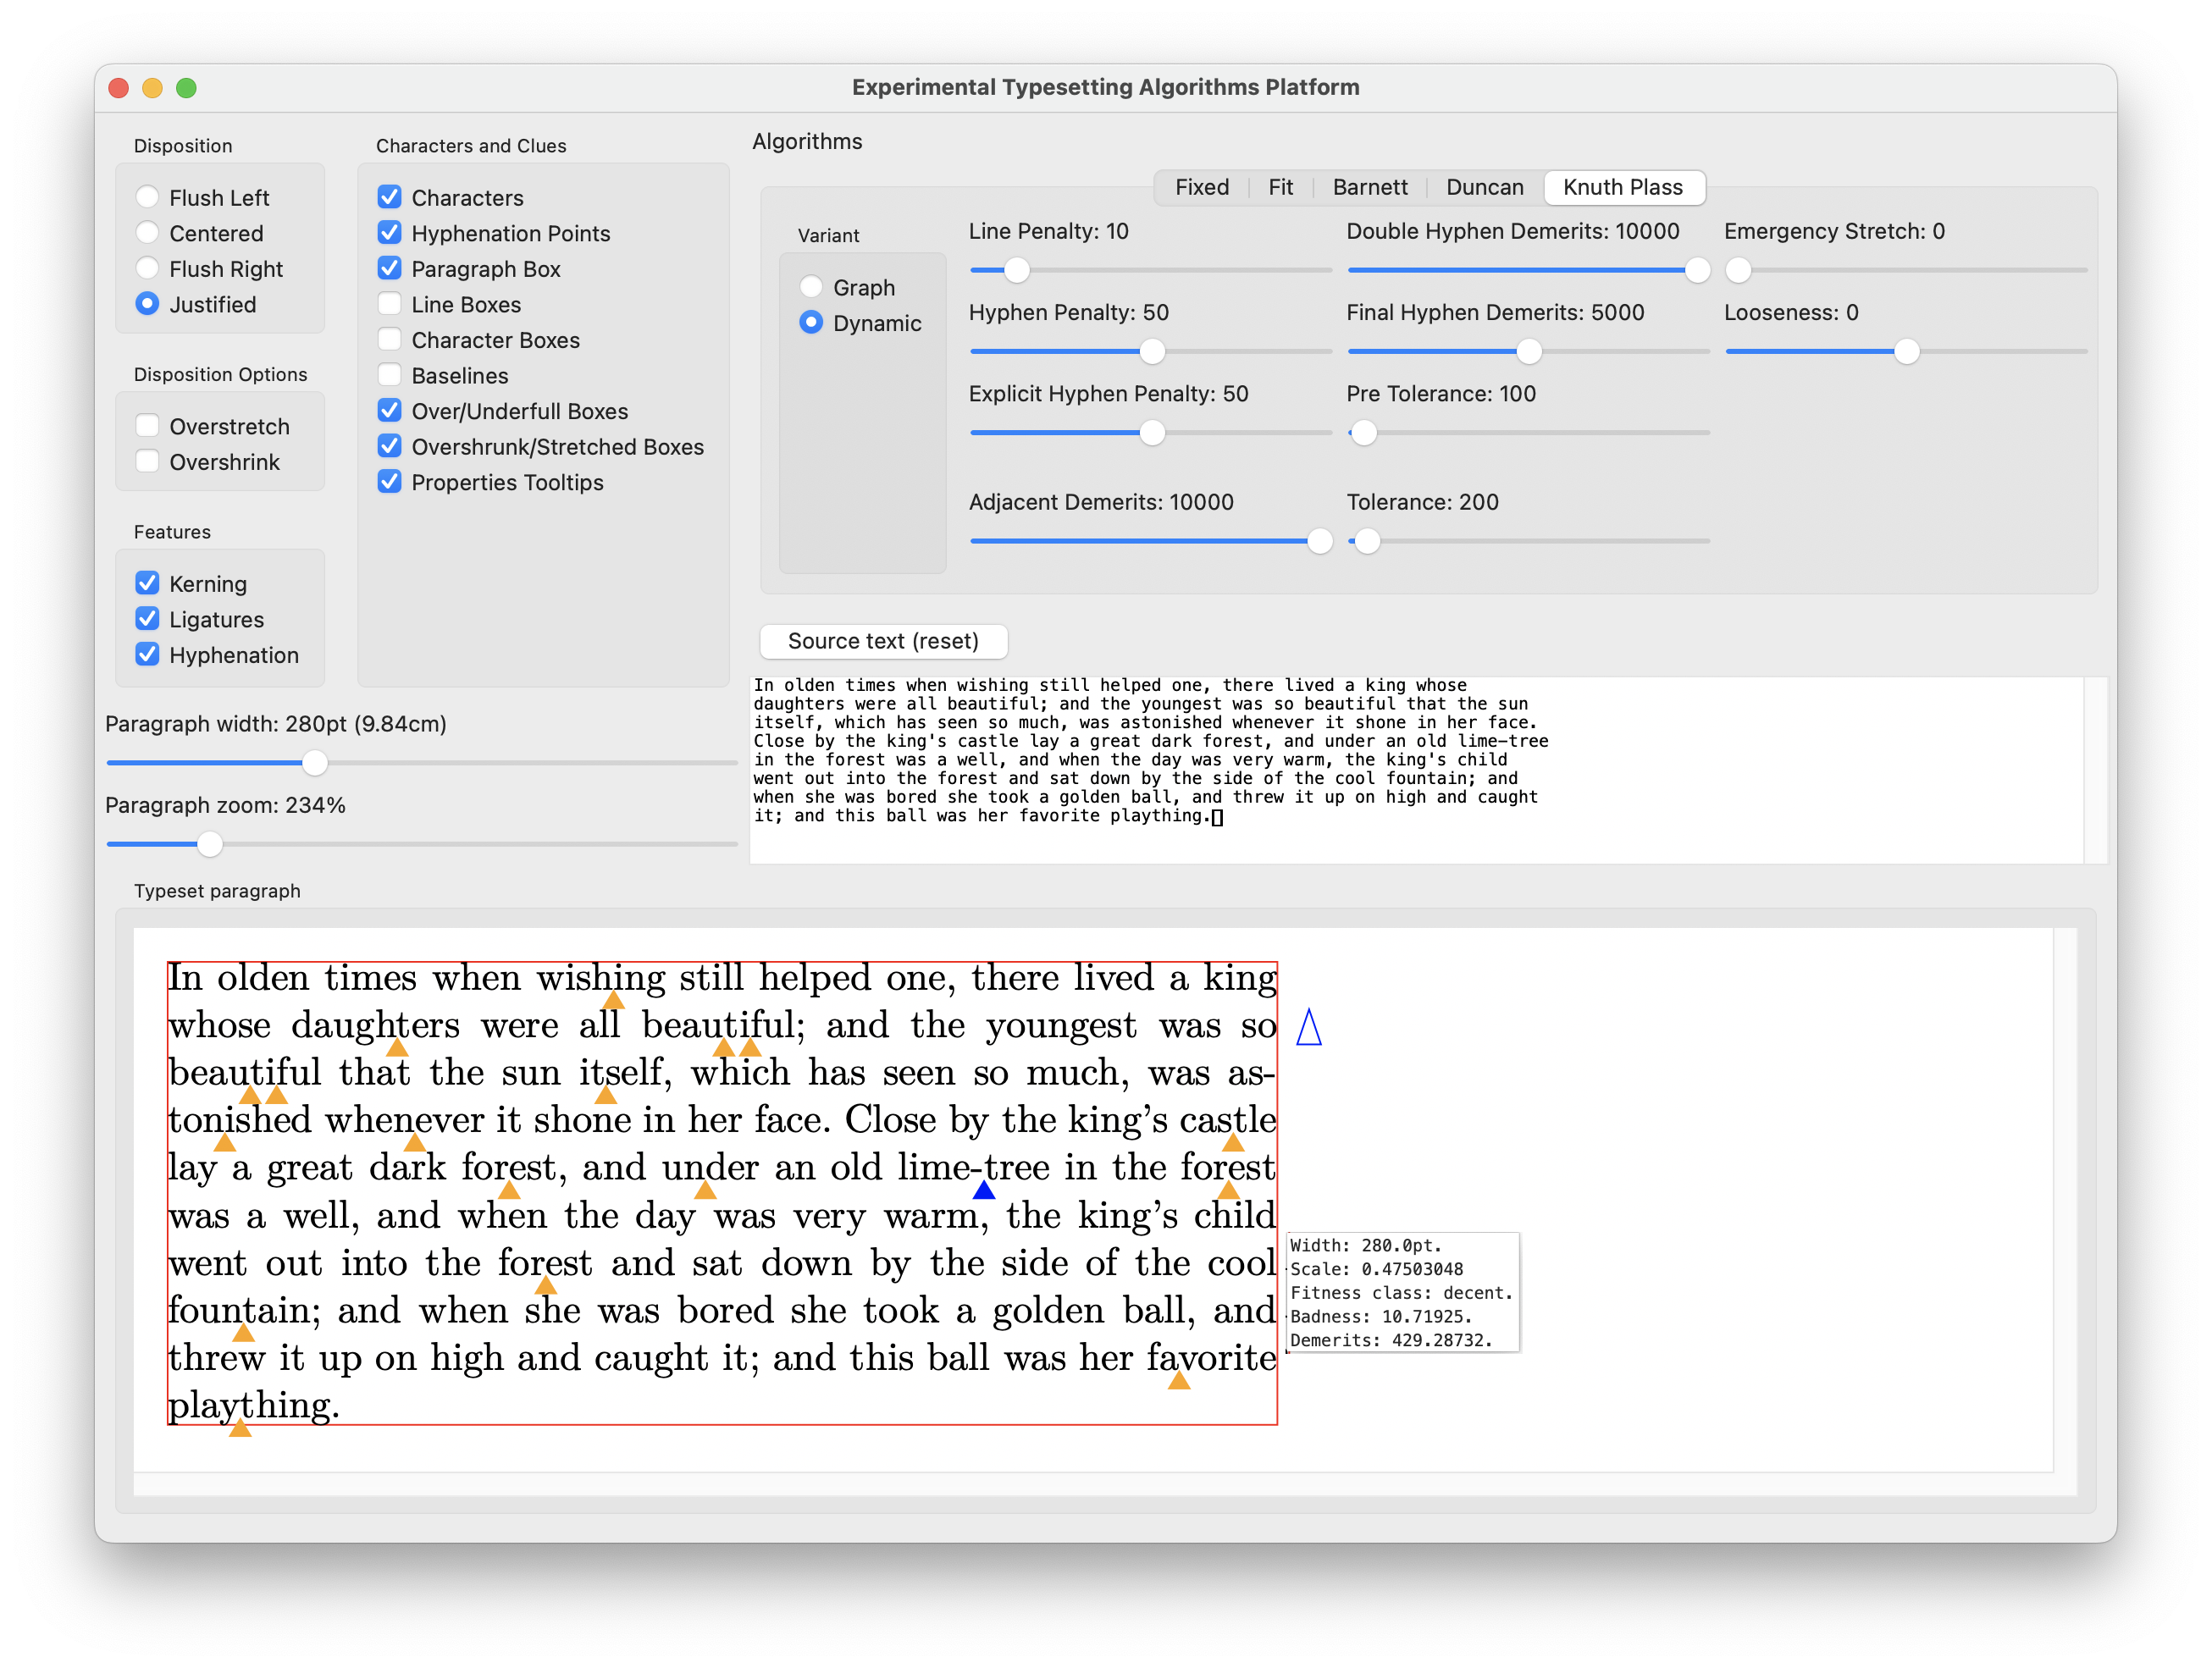 Experimental Typesetting Algorithms Platform
Disposition
Flush Left
Centered
Flush Right
Justified
Disposition Options
Overstretch
Overshrink
Features
Kerning
Ligatures
Hyphenation
Characters and Clues
Characters
Hyphenation Points
Paragraph Box
Line Boxes
Character Boxes
Baselines
Over/Underfull Boxes
Overshrunk/Stretched Boxes
Properties Tooltips
Paragraph width: 280pt (9.84cm)
Paragraph zoom: 234%
Algorithms
Fixed
Fit
Barnett
Duncan
Knuth Plass
Variant
Graph
Dynamic
Line Penalty: 10
Hyphen Penalty: 50
Explicit Hyphen Penalty: 50
Adjacent Demerits: 10000
Double Hyphen Demerits: 10000
Final Hyphen Demerits: 5000
Pre Tolerance: 100
Tolerance: 200
Emergency Stretch: 0
Looseness: 0
Source text (reset)
In olden times when wishing still helped one, there lived a king whose
daughters were all beautiful; and the youngest was so beautiful that the sun
itself, which has seen so much, was astonished whenever it shone in her face.
Close by the king's castle lay a great dark forest, and under an old lime-tree
in the forest was a well, and when the day was very warm, the king's child
went out into the forest and sat down by the side of the cool fountain; and
when she was bored she took a golden ball, and threw it up on high and caught
it; and this ball was her favorite plaything.
Typeset paragraph
In olden times when wishing still helped one, there lived a king
whose daughters were all beautiful; and the youngest was so
beautiful that the sun itself, which has seen so much, was as-
tonished whenever it shone in her face. Close by the king’s castle
lay a great dark forest, and under an old lime-tree in the forest
was a well, and when the day was very warm, the king’s child
went out into the forest and sat down by the side of the cool
fountain; and when she was bored she took a golden ball, and
threw it up on high and caught it; and this ball was her favorite
plaything.
Width: 280.0pt.
Scale: 0.47503048
Fitness class: decent.
Badness: 10.71925.
Demerits: 429.28732.